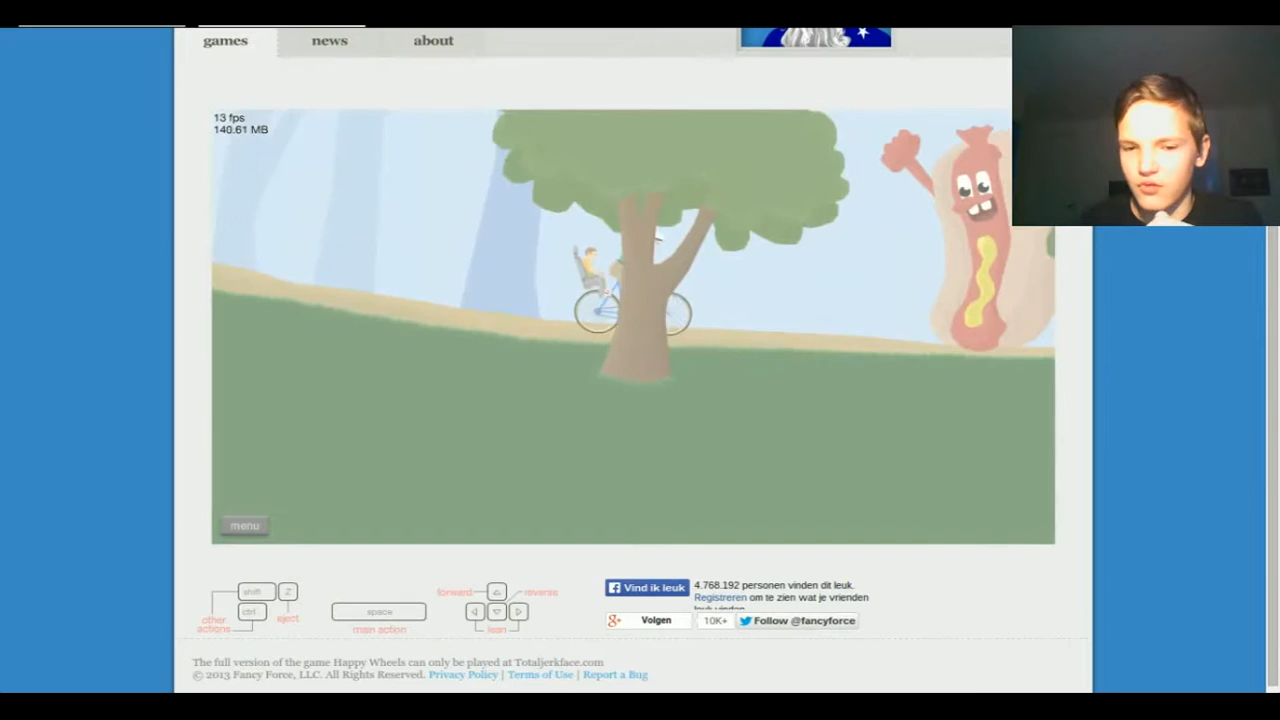 games news about
13 fps
140.61 MB
menu
shift Z
ctrl
other
actions
eject
space
main action
forward
reverse
lean
Vind ik leuk
4.768.192 personen vinden dit leuk.
Registreren om te zien wat je vrienden
leuk vinden.
Volgen
10K+
Follow @fancyforce
The full version of the game Happy Wheels can only be played at Totaljerkface.com
© 2013 Fancy Force, LLC. All Rights Reserved. Privacy Policy | Terms of Use | Report a Bug